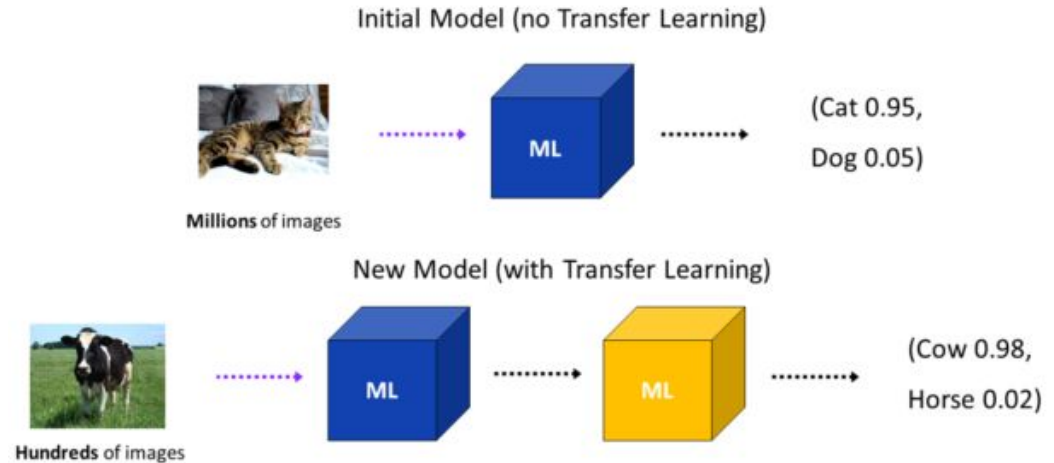 Initial Model (no Transfer Learning)
ML
(Cat 0.95,
Dog 0.05)
Millions of images
New Model (with Transfer Learning)
ML
ML
(Cow 0.98,
Horse 0.02)
Hundreds of images